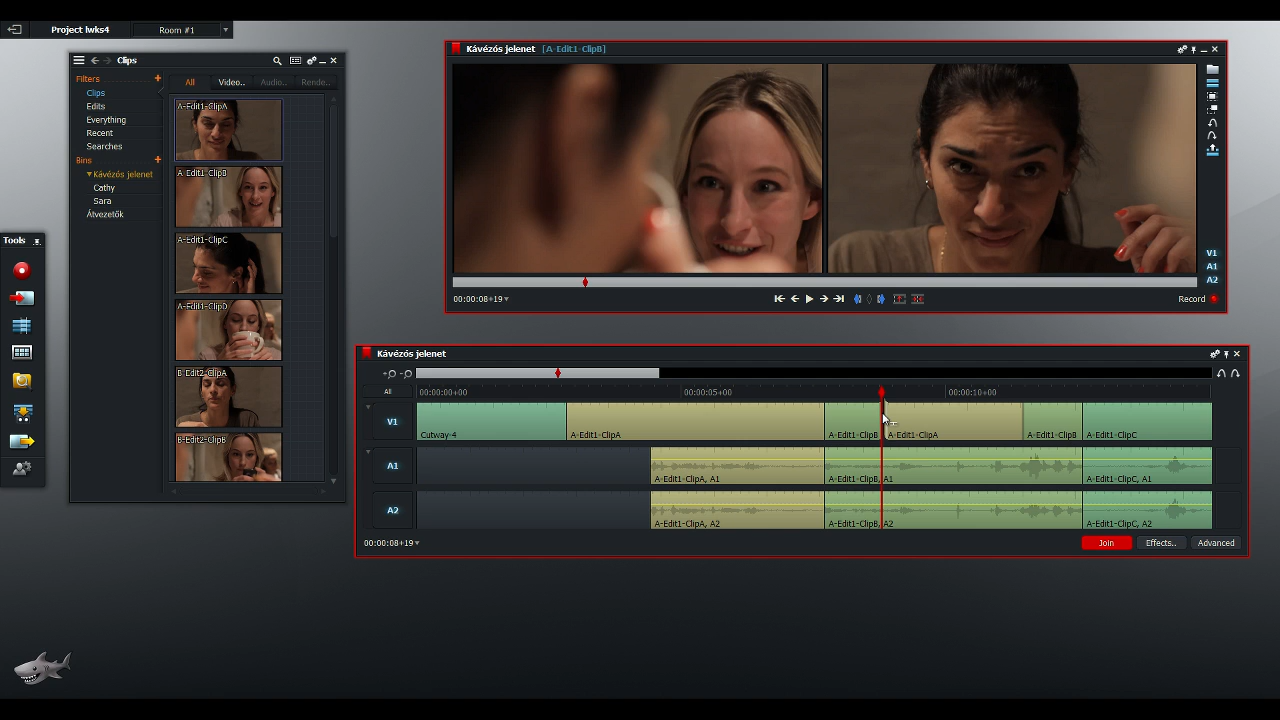 Project lwks4
Room #1
Clips
Filters
Clips
Edits
Everything
Recent
Searches
Bins
Kávézós jelenet
Cathy
Sara
Átvezetők
All
Video..
Audio..
Rende..
A-Edit1-ClipA
A-Edit1-ClipB
A-Edit1-ClipC
A-Edit1-ClipD
B-Edit2-ClipA
B-Edit2-ClipB
Tools
Kávézós jelenet [A-Edit1-ClipB]
V1
A1
A2
00:00:08+19
Record
Kávézós jelenet
All
00:00:00+00
00:00:05+00
00:00:10+00
V1
Cutway-4
A-Edit1-ClipA
A-Edit1-ClipB
A-Edit1-ClipA
A-Edit1-ClipB
A-Edit1-ClipC
A1
A-Edit1-ClipA, A1
A-Edit1-ClipB, A1
A-Edit1-ClipC, A1
A2
A-Edit1-ClipA, A2
A-Edit1-ClipB, A2
A-Edit1-ClipC, A2
00:00:08+19
Join
Effects..
Advanced